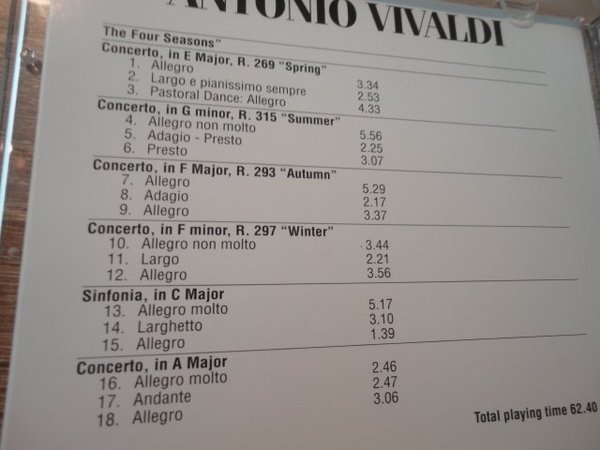 ANTONIO VIVALDI
The Four Seasons"
Concerto, in E Major, R. 269 "Spring"
1. Allegro 3.34
2. Largo e pianissimo sempre 2.53
3. Pastoral Dance: Allegro 4.33
Concerto, in G minor, R. 315 "Summer"
4. Allegro non molto 5.56
5. Adagio - Presto 2.25
6. Presto 3.07
Concerto, in F Major, R. 293 "Autumn"
7. Allegro 5.29
8. Adagio 2.17
9. Allegro 3.37
Concerto, in F minor, R. 297 "Winter"
10. Allegro non molto 3.44
11. Largo 2.21
12. Allegro 3.56
Sinfonia, in C Major
13. Allegro molto 5.17
14. Larghetto 3.10
15. Allegro 1.39
Concerto, in A Major
16. Allegro molto 2.46
17. Andante 2.47
18. Allegro 3.06
Total playing time 62.40